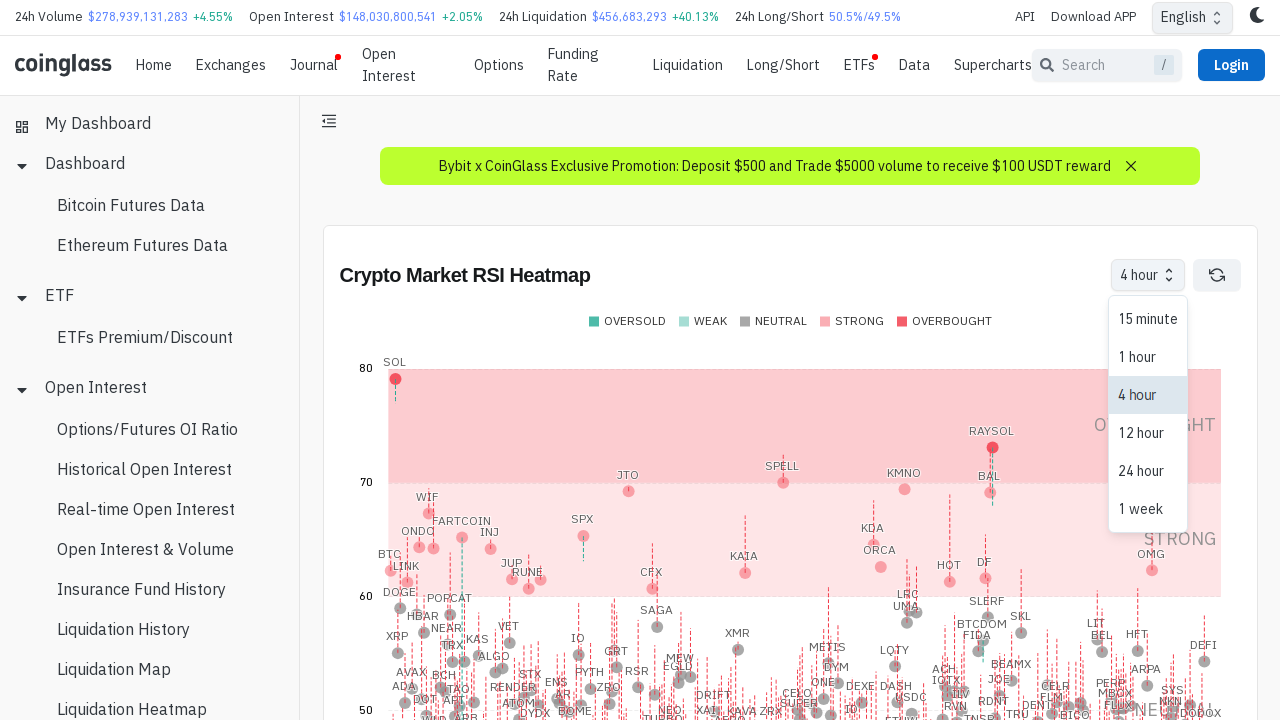 24h Volume $278,939,131,283 +4.55% Open Interest $148,030,800,541 +2.05% 24h Liquidation $456,683,293 +40.13% 24h Long/Short 50.5%/49.5% API Download APP English
coinglass Home Exchanges Journal Open Interest Options Funding Rate Liquidation Long/Short ETFs Data Supercharts Search / Login
My Dashboard
Dashboard
Bitcoin Futures Data
Ethereum Futures Data
ETF
ETFs Premium/Discount
Open Interest
Options/Futures OI Ratio
Historical Open Interest
Real-time Open Interest
Open Interest & Volume
Insurance Fund History
Liquidation History
Liquidation Map
Liquidation Heatmap
Bybit x CoinGlass Exclusive Promotion: Deposit $500 and Trade $5000 volume to receive $100 USDT reward
Crypto Market RSI Heatmap
4 hour
15 minute
1 hour
4 hour
12 hour
24 hour
1 week
OVERSOLD WEAK NEUTRAL STRONG OVERBOUGHT
80
SOL
RAYSOL
70
JTO SPELL KMNO BAL
WIF
ONDO FARTCOIN INJ SPX KDA
STRONG
BTC LINK JUP RUNE CFX KAIA ORCA HOT DF OMG
60
DOGE PORCAT LRC SLERF
HBAR NEAR SAGA UMA BTCDOM SKL
XRP TRX KAS VET IO XMR FIDA LIT BEL HFT DEFI
ALGD GRT METIS LQTY
AVAX BCH STX PYTH RSR MEW EGLD DYM ACH BEAMX ARPA
ADA TAO RENDER ENS ZRO ONE DEXE DASH ICTX JOE CELR PERP SYS
DOT APT ATOM AR DRIFT CELO SUPER USDC ILV RDNT FLM MBOX
50
ARB DYDX BOME NEO XAI KAVA ZRX RVN DENT TRU BICO FLUX DODOX